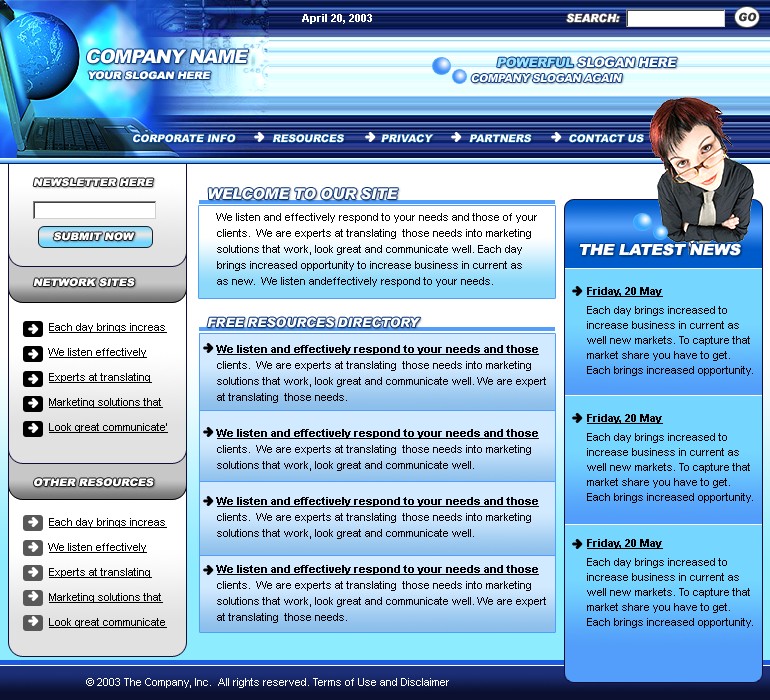 April 20, 2003
SEARCH:
GO
COMPANY NAME
YOUR SLOGAN HERE
POWERFUL SLOGAN HERE
COMPANY SLOGAN AGAIN
CORPORATE INFO
RESOURCES
PRIVACY
PARTNERS
CONTACT US
NEWSLETTER HERE
SUBMIT NOW
NETWORK SITES
Each day brings increas
We listen effectively
Experts at translating
Marketing solutions that
Look great communicate'
OTHER RESOURCES
Each day brings increas
We listen effectively
Experts at translating
Marketing solutions that
Look great communicate
WELCOME TO OUR SITE
We listen and effectively respond to your needs and those of your
clients. We are experts at translating those needs into marketing
solutions that work, look great and communicate well. Each day
brings increased opportunity to increase business in current as
as new. We listen andeffectively respond to your needs.
FREE RESOURCES DIRECTORY
We listen and effectively respond to your needs and those
clients. We are experts at translating those needs into marketing
solutions that work, look great and communicate well. We are expert
at translating those needs.
We listen and effectively respond to your needs and those
clients. We are experts at translating those needs into marketing
solutions that work, look great and communicate well.
We listen and effectively respond to your needs and those
clients. We are experts at translating those needs into marketing
solutions that work, look great and communicate well.
We listen and effectively respond to your needs and those
clients. We are experts at translating those needs into marketing
solutions that work, look great and communicate well. We are expert
at translating those needs.
THE LATEST NEWS
Friday, 20 May
Each day brings increased to
increase business in current as
well new markets. To capture that
market share you have to get.
Each brings increased opportunity.
Friday, 20 May
Each day brings increased to
increase business in current as
well new markets. To capture that
market share you have to get.
Each brings increased opportunity.
Friday, 20 May
Each day brings increased to
increase business in current as
well new markets. To capture that
market share you have to get.
Each brings increased opportunity.
© 2003 The Company, Inc. All rights reserved. Terms of Use and Disclaimer